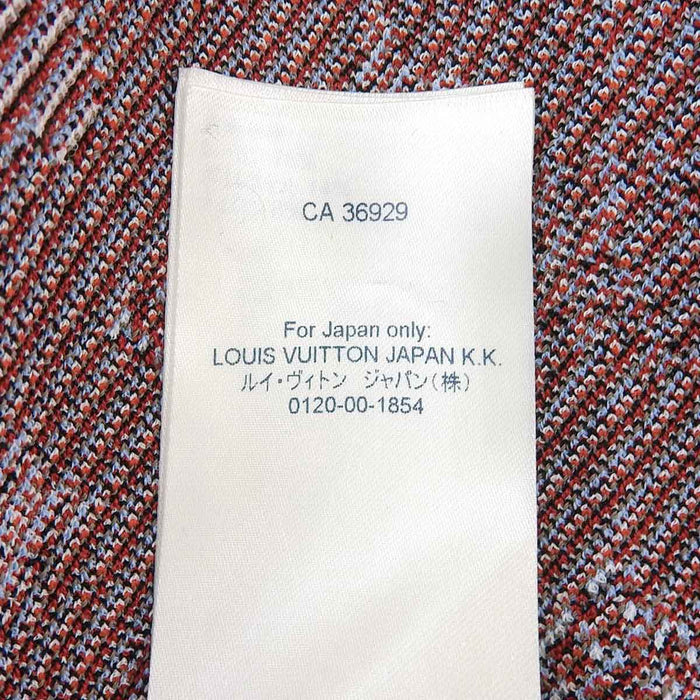 CA 36929
For Japan only:
LOUIS VUITTON JAPAN K.K.
ルイ・ヴィトン ジャパン(株)
0120-00-1854